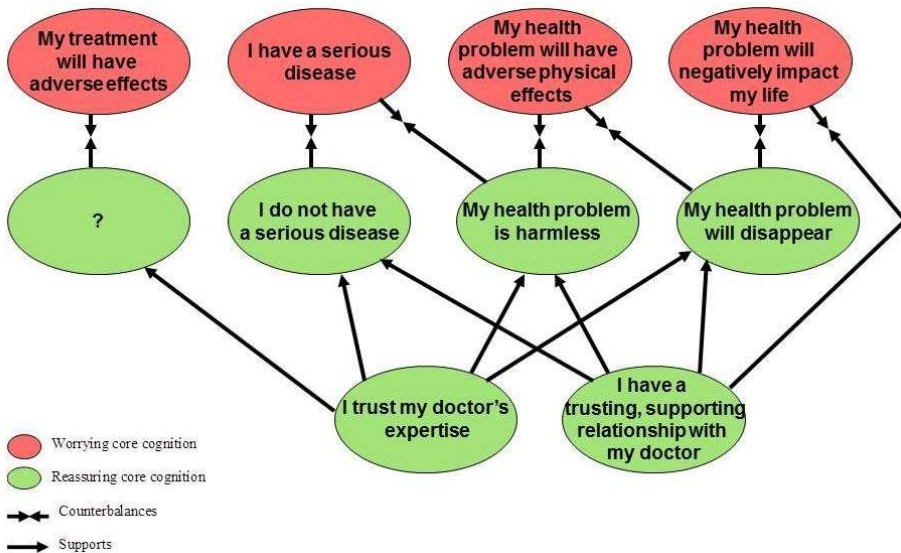 My treatment
will have
adverse effects
I have a serious
disease
My health
problem will have
adverse physical
effects
My health
problem will
negatively impact
my life
?
I do not have
a serious disease
My health problem
is harmless
My health problem
will disappear
I trust my doctor’s
expertise
I have a
trusting, supporting
relationship with
my doctor
Worrying core cognition
Reassuring core cognition
Counterbalances
Supports